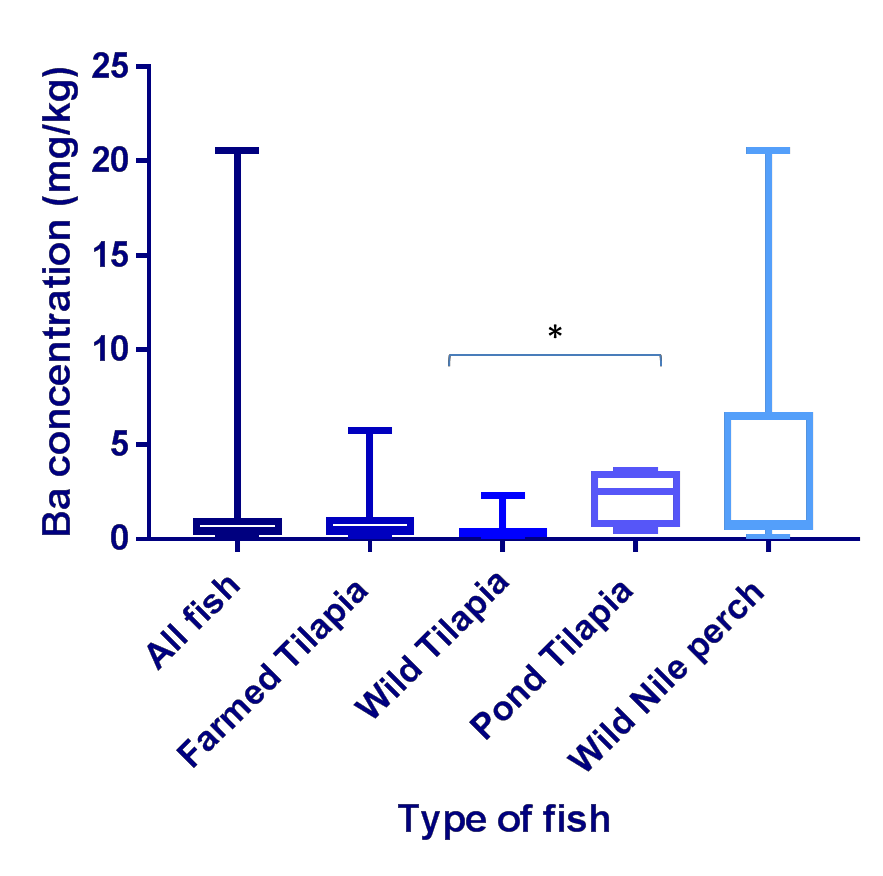 Ba concentration (mg/kg)
25
20
15
10
5
0
*
All fish
Farmed Tilapia
Wild Tilapia
Pond Tilapia
Wild Nile perch
Type of fish